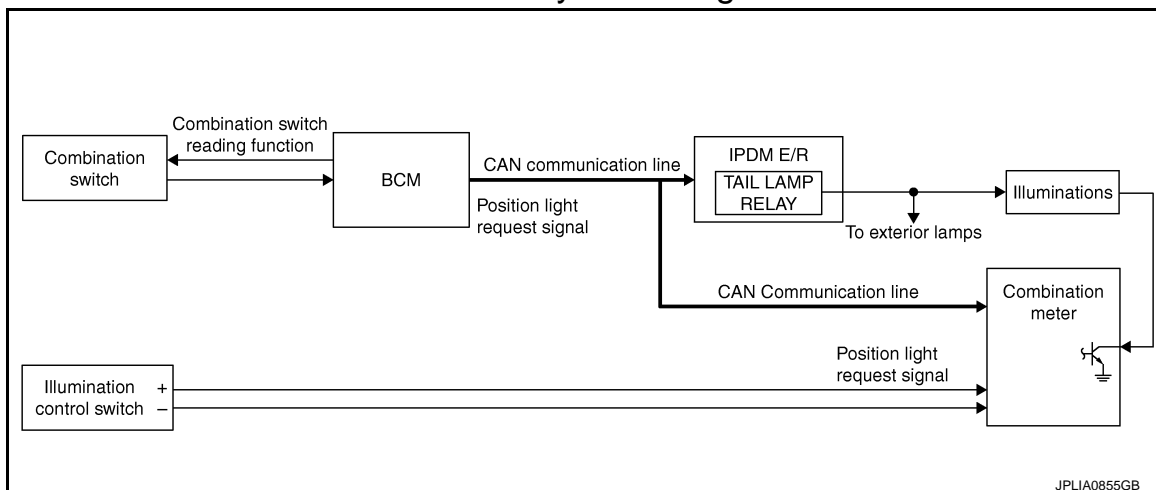 Combination switch
reading function
Combination
switch
BCM
CAN communication line
Position light
request signal
IPDM E/R
TAIL LAMP
RELAY
To exterior lamps
Illuminations
CAN Communication line
Combination
meter
Position light
request signal
Illumination
control switch
+
–
JPLIA0855GB